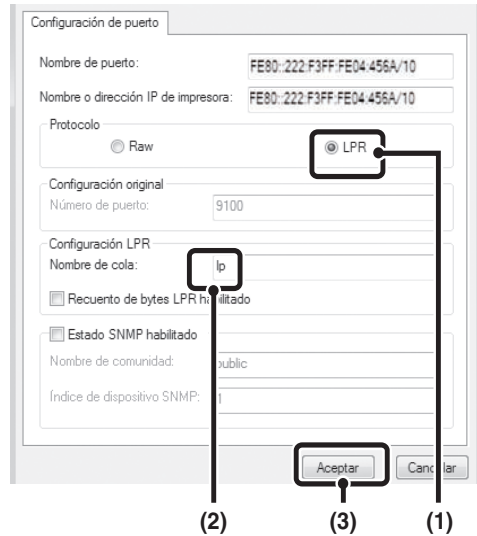 Configuración de puerto
Nombre de puerto: FE80::222:F3FF:FE04:456A/10
Nombre o dirección IP de impresora: FE80::222:F3FF:FE04:456A/10
Protocolo
Raw LPR
Configuración original
Número de puerto: 9100
Configuración LPR
Nombre de cola: lp
Recuento de bytes LPR habilitado
Estado SNMP habilitado
Nombre de comunidad: public
Índice de dispositivo SNMP: 1
Aceptar Cancelar
(2) (3) (1)